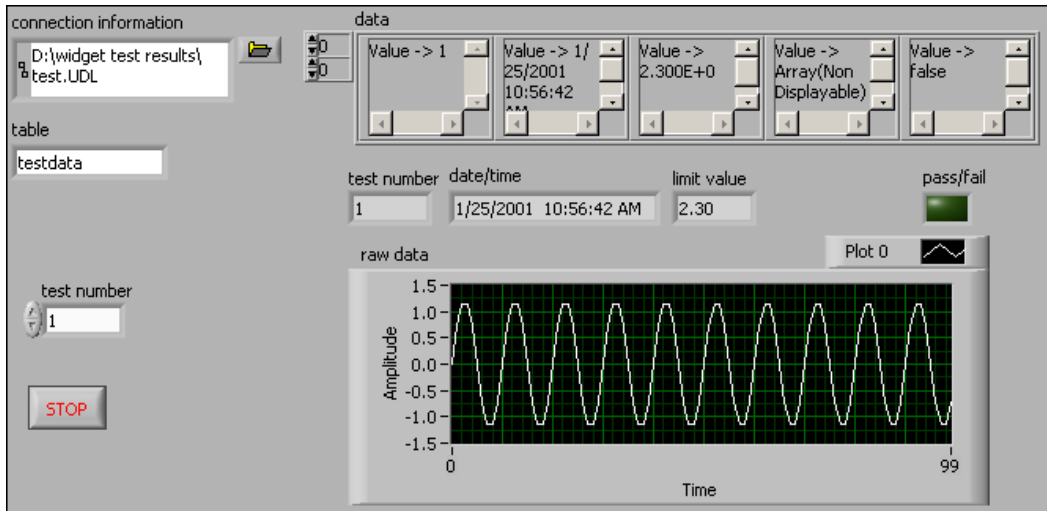 connection information
D:\widget test results\
test.UDL
table
testdata
test number
1
STOP
data
0
0
Value -> 1
Value -> 1/
25/2001
10:56:42
AM
Value ->
2.300E+0
Value ->
Array(Non
Displayable)
Value ->
false
test number
1
date/time
1/25/2001 10:56:42 AM
limit value
2.30
pass/fail
raw data
Plot 0
Amplitude
1.5
1.0
0.5
0.0
-0.5
-1.0
-1.5
0
99
Time